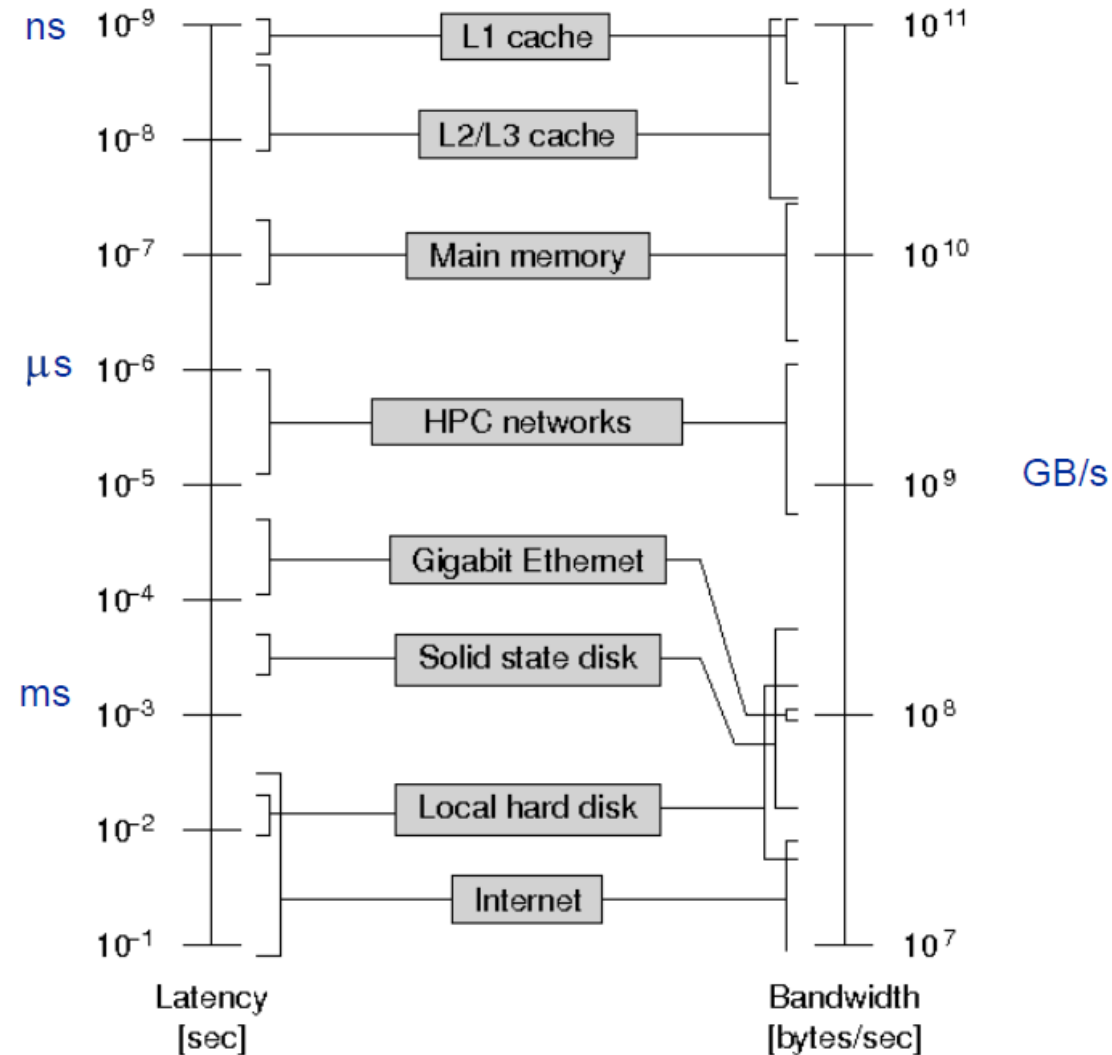 ns
10⁻⁹
L1 cache
10¹¹
10⁻⁸
L2/L3 cache
10⁻⁷
Main memory
10¹⁰
μs
10⁻⁶
HPC networks
10⁻⁵
10⁹
GB/s
Gigabit Ethernet
10⁻⁴
Solid state disk
ms
10⁻³
10⁸
Local hard disk
10⁻²
Internet
10⁻¹
10⁷
Latency
[sec]
Bandwidth
[bytes/sec]